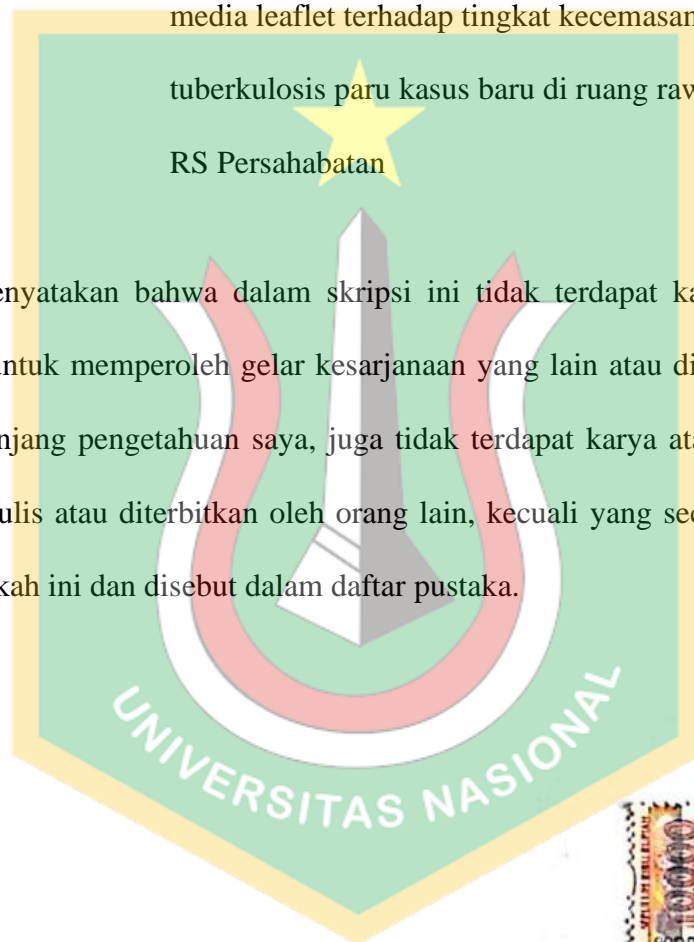 media leaflet terhadap tingkat kecemasan
tuberkulosis paru kasus baru di ruang raw
RS Persahabatan
enyatakan bahwa dalam skripsi ini tidak terdapat ka
untuk memperoleh gelar kesarjanaan yang lain atau di
njang pengetahuan saya, juga tidak terdapat karya ata
ulis atau diterbitkan oleh orang lain, kecuali yang sec
kah ini dan disebut dalam daftar pustaka.
UNIVERSITAS NASIONAL